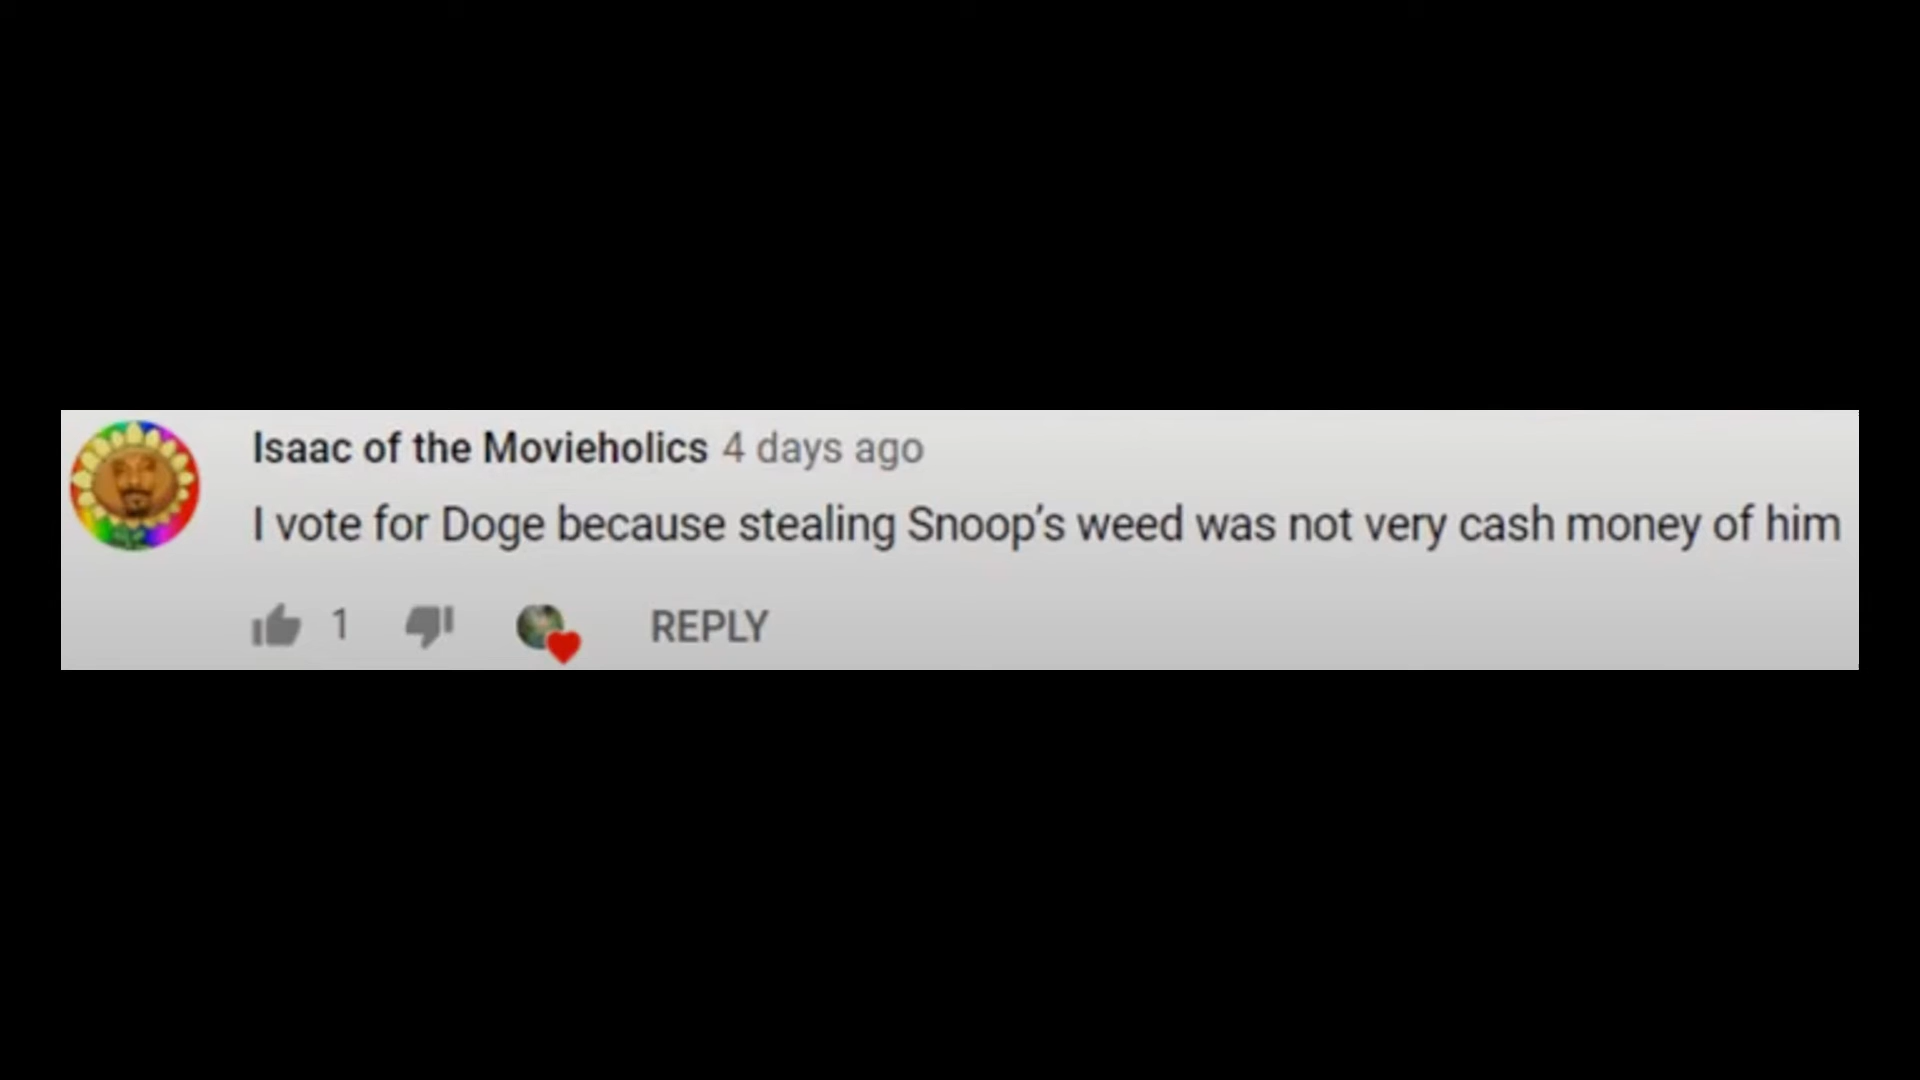 Isaac of the Movieholics 4 days ago
I vote for Doge because stealing Snoop’s weed was not very cash money of him
1 REPLY